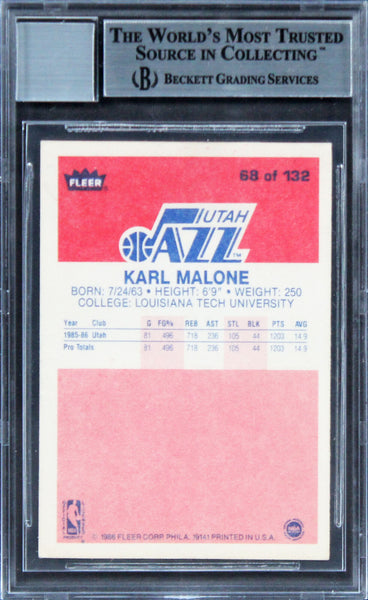 THE WORLD'S MOST TRUSTED
SOURCE IN COLLECTING™
B BECKETT GRADING SERVICES
FLEER
68 of 132
UTAH
JAZZ™
KARL MALONE
BORN: 7/24/63 • HEIGHT: 6'9" • WEIGHT: 250
COLLEGE: LOUISIANA TECH UNIVERSITY
Year Club G FG% REB AST STL BLK PTS AVG
1985-86 Utah 81 496 718 236 105 44 1203 14.9
Pro Totals 81 496 718 236 105 44 1203 14.9
NBA
© 1986 FLEER CORP. PHILA. 19141 PRINTED IN U.S.A.